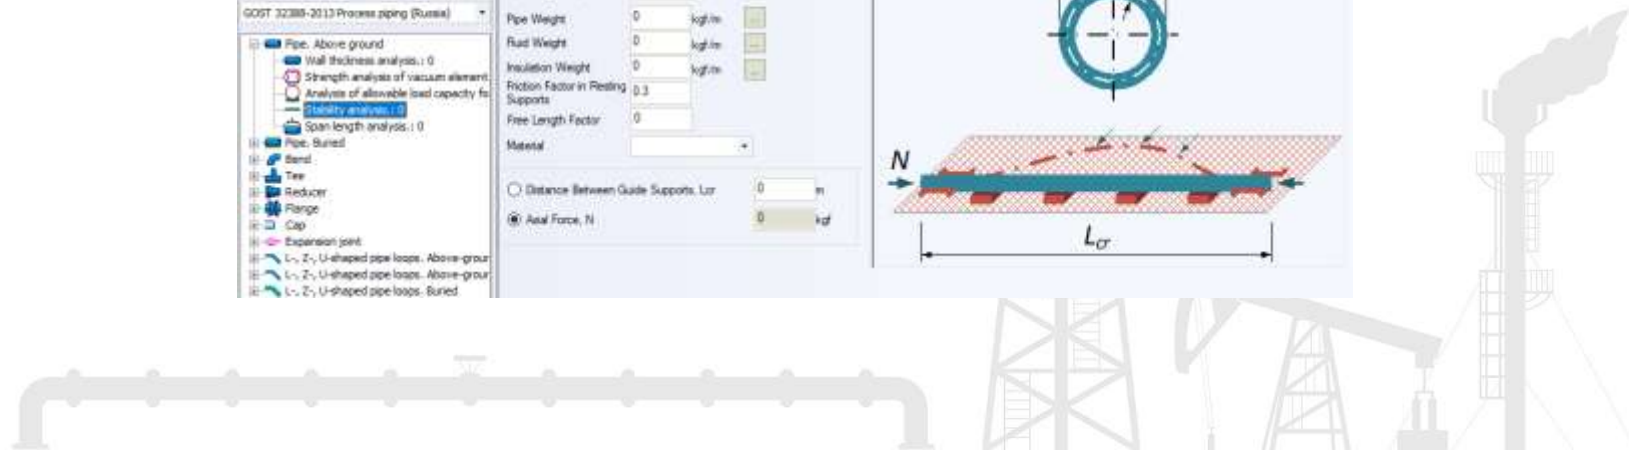 GOST 32388-2013 Process piping (Russia)
Pipe. Above ground
Wall thickness analysis.: 0
Strength analysis of vacuum element
Analysis of allowable load capacity fo
Stability analysis.: 0
Span length analysis.: 0
Pipe. Buried
Bend
Tee
Reducer
Flange
Cap
Expansion joint
L-, Z-, U-shaped pipe loops. Above-grour
L-, Z-, U-shaped pipe loops. Above-grour
L-, Z-, U-shaped pipe loops. Buried
Pipe Weight 0 kgf/m ...
Fluid Weight 0 kgf/m ...
Insulation Weight 0 kgf/m ...
Friction Factor in Resting
Supports 0.3
Free Length Factor 0
Material
Distance Between Guide Supports, Lcr 0 m
Axial Force, N 0 kgf
N
Lcr